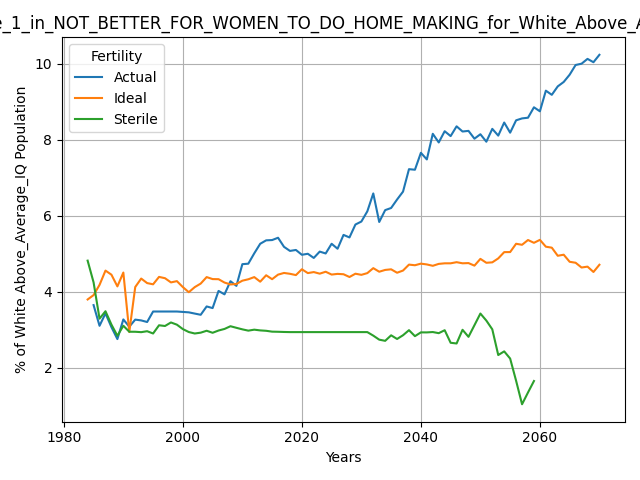 e_1_in_NOT_BETTER_FOR_WOMEN_TO_DO_HOME_MAKING_for_White_Above_A
Fertility
Actual
Ideal
Sterile
10
8
6
4
2
% of White Above_Average_IQ Population
1980 2000 2020 2040 2060
Years